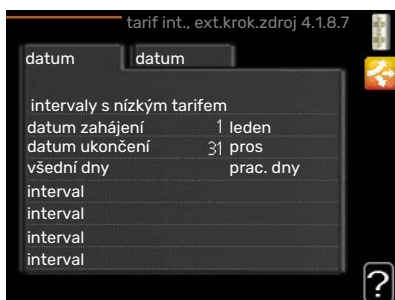 tarif int., ext.krok.zdroj 4.1.8.7
datum datum
intervaly s nízkým tarifem
datum zahájení 1 leden
datum ukončení 31 pros
všední dny prac. dny
interval
interval
interval
interval
?